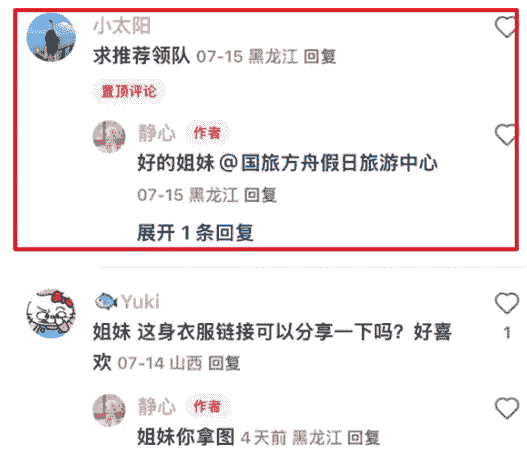 小太阳
求推荐领队 07-15 黑龙江 回复
置顶评论
静心 作者
好的姐妹@国旅方舟假日旅游中心
07-15 黑龙江 回复
展开 1 条回复
🐟Yuki
姐妹 这身衣服链接可以分享一下吗？好喜
1
欢 07-14 山西 回复
静心 作者
姐妹你拿图 4天前 黑龙江 回复